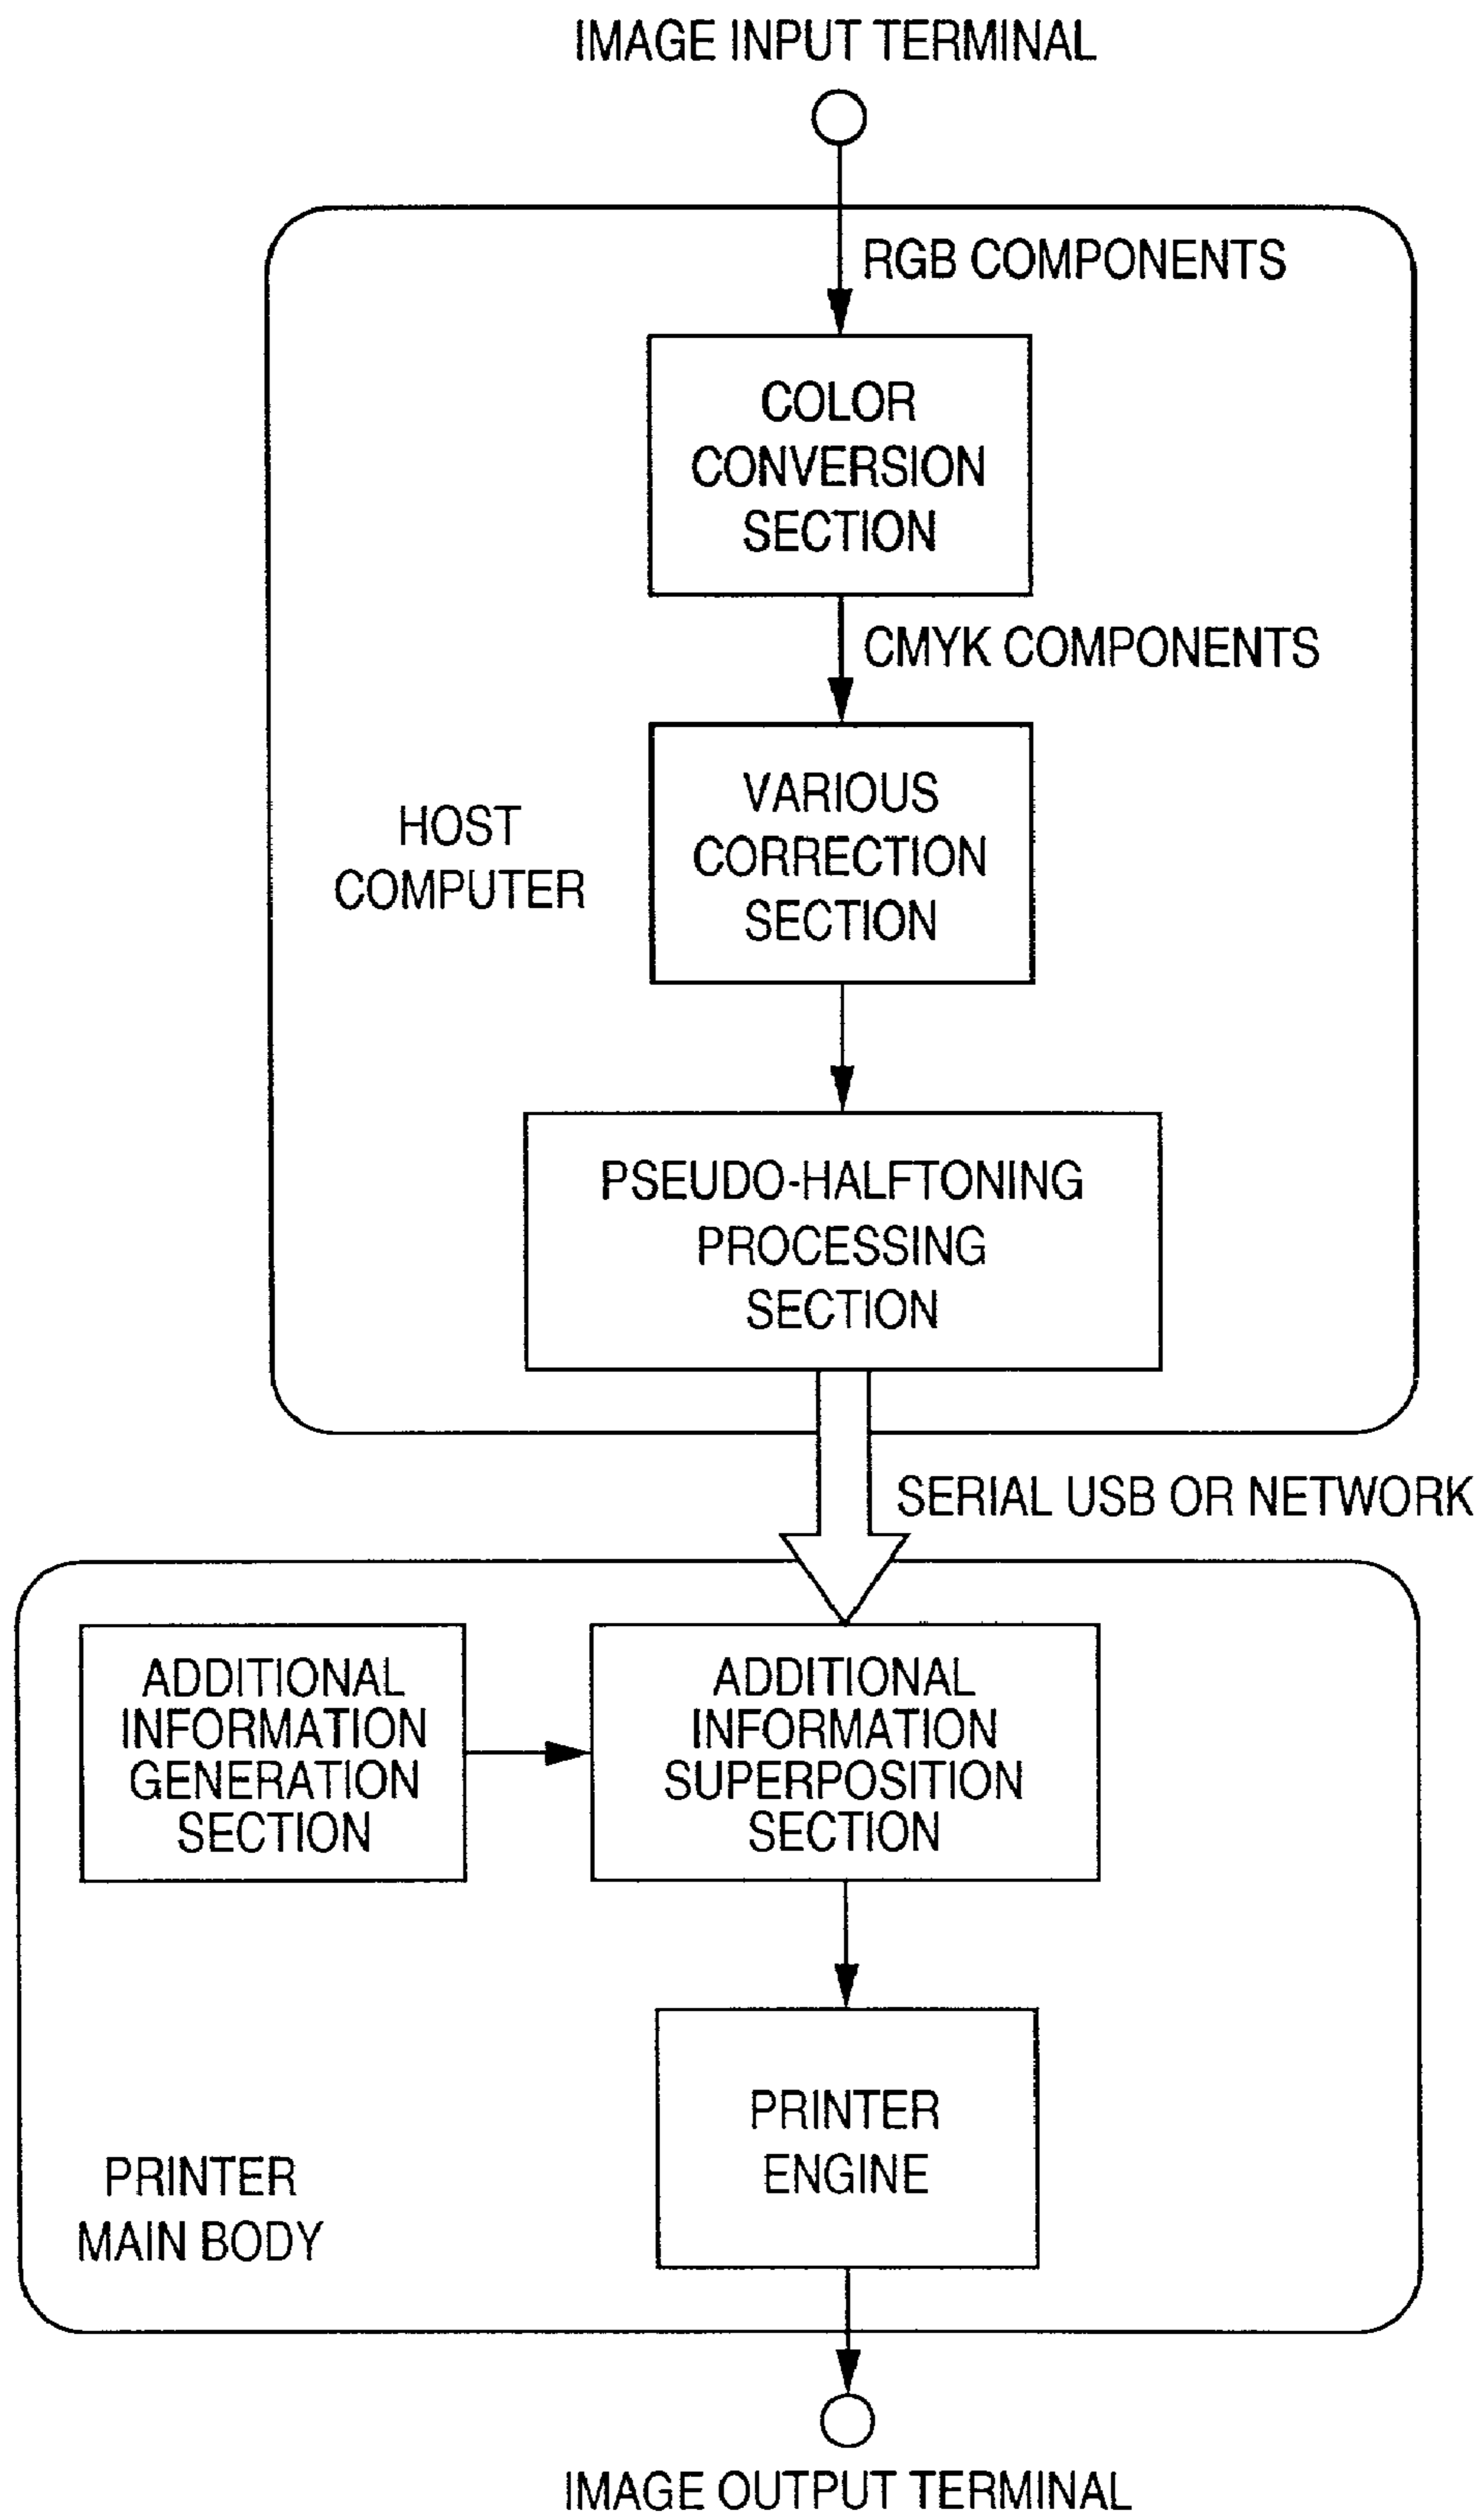 IMAGE INPUT TERMINAL
RGB COMPONENTS
COLOR
CONVERSION
SECTION
CMYK COMPONENTS
VARIOUS
CORRECTION
SECTION
HOST
COMPUTER
PSEUDO-HALFTONING
PROCESSING
SECTION
SERIAL USB OR NETWORK
ADDITIONAL
INFORMATION
GENERATION
SECTION
ADDITIONAL
INFORMATION
SUPERPOSITION
SECTION
PRINTER
ENGINE
PRINTER
MAIN BODY
IMAGE OUTPUT TERMINAL